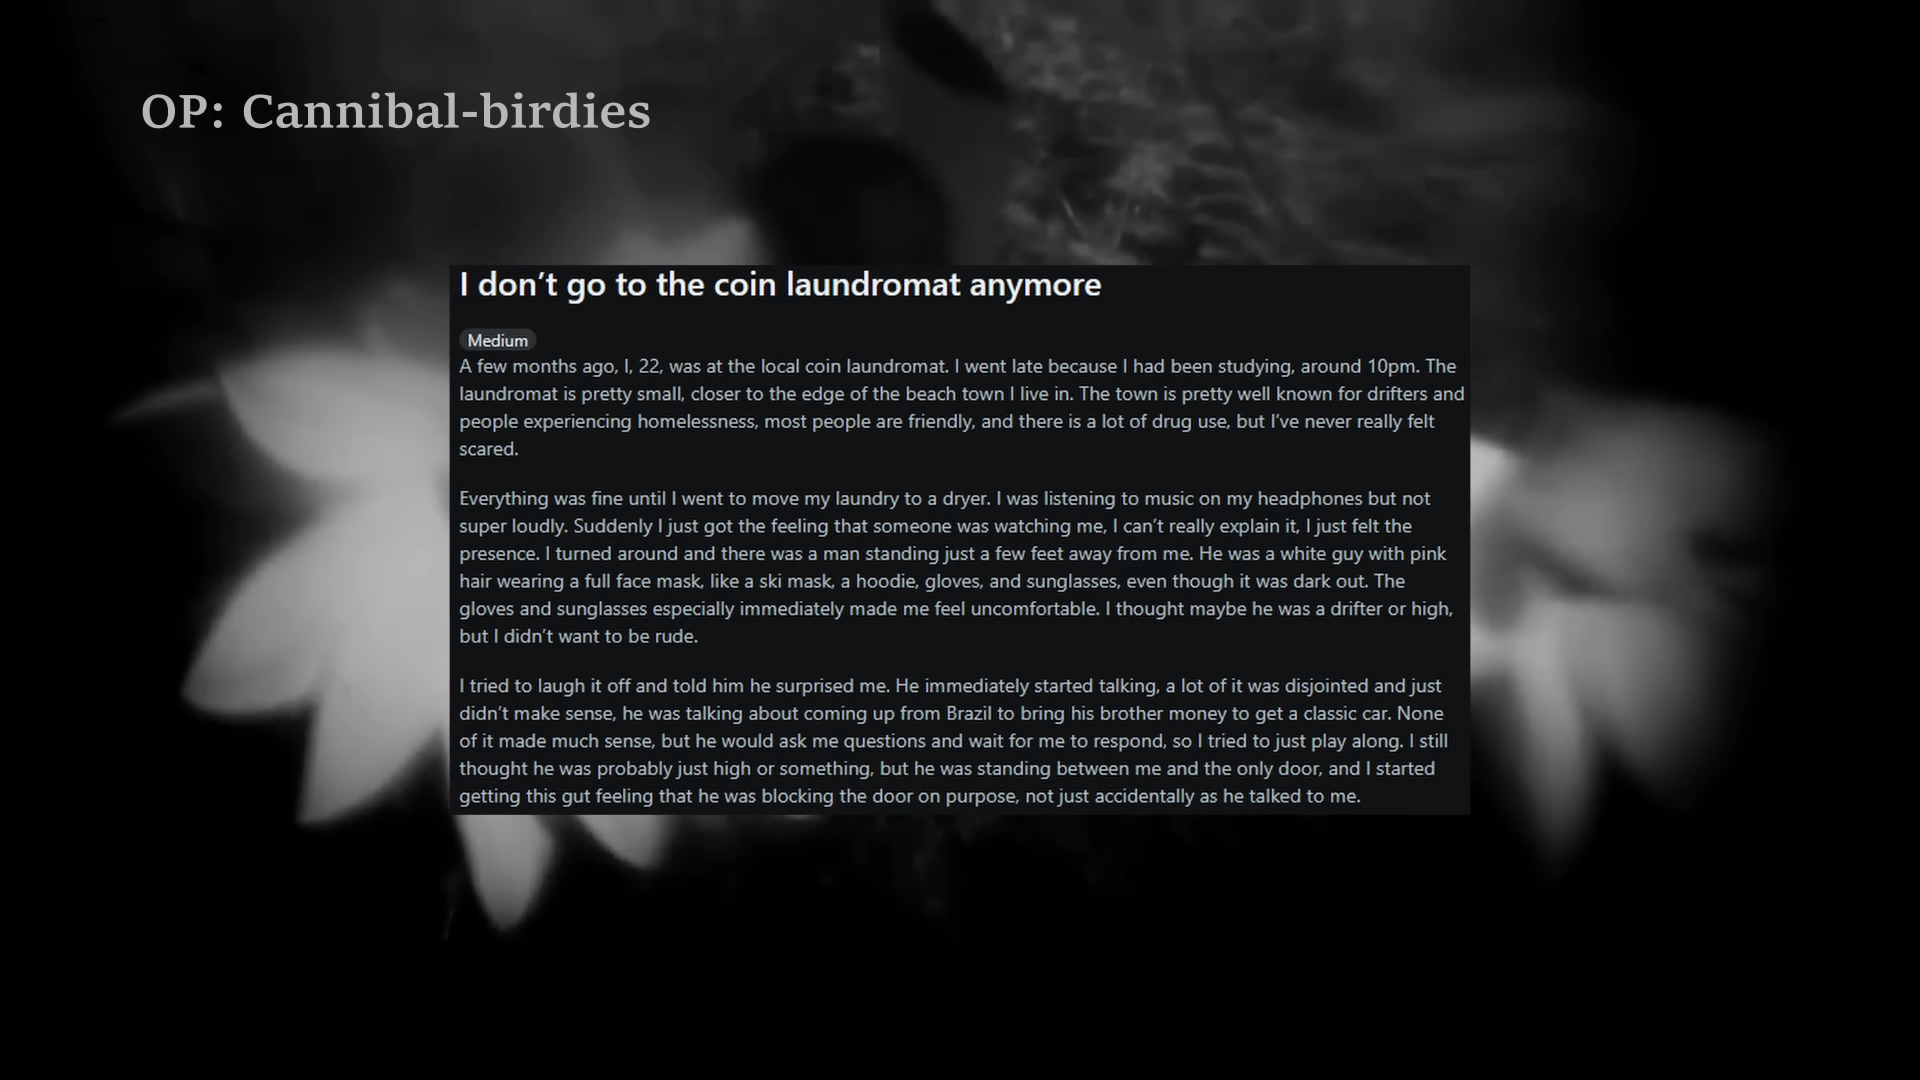 OP: Cannibal-birdies
I don’t go to the coin laundromat anymore
Medium
A few months ago, I, 22, was at the local coin laundromat. I went late because I had been studying, around 10pm. The
laundromat is pretty small, closer to the edge of the beach town I live in. The town is pretty well known for drifters and
people experiencing homelessness, most people are friendly, and there is a lot of drug use, but I’ve never really felt
scared.
Everything was fine until I went to move my laundry to a dryer. I was listening to music on my headphones but not
super loudly. Suddenly I just got the feeling that someone was watching me, I can’t really explain it, I just felt the
presence. I turned around and there was a man standing just a few feet away from me. He was a white guy with pink
hair wearing a full face mask, like a ski mask, a hoodie, gloves, and sunglasses, even though it was dark out. The
gloves and sunglasses especially immediately made me feel uncomfortable. I thought maybe he was a drifter or high,
but I didn’t want to be rude.
I tried to laugh it off and told him he surprised me. He immediately started talking, a lot of it was disjointed and just
didn’t make sense, he was talking about coming up from Brazil to bring his brother money to get a classic car. None
of it made much sense, but he would ask me questions and wait for me to respond, so I tried to just play along. I still
thought he was probably just high or something, but he was standing between me and the only door, and I started
getting this gut feeling that he was blocking the door on purpose, not just accidentally as he talked to me.